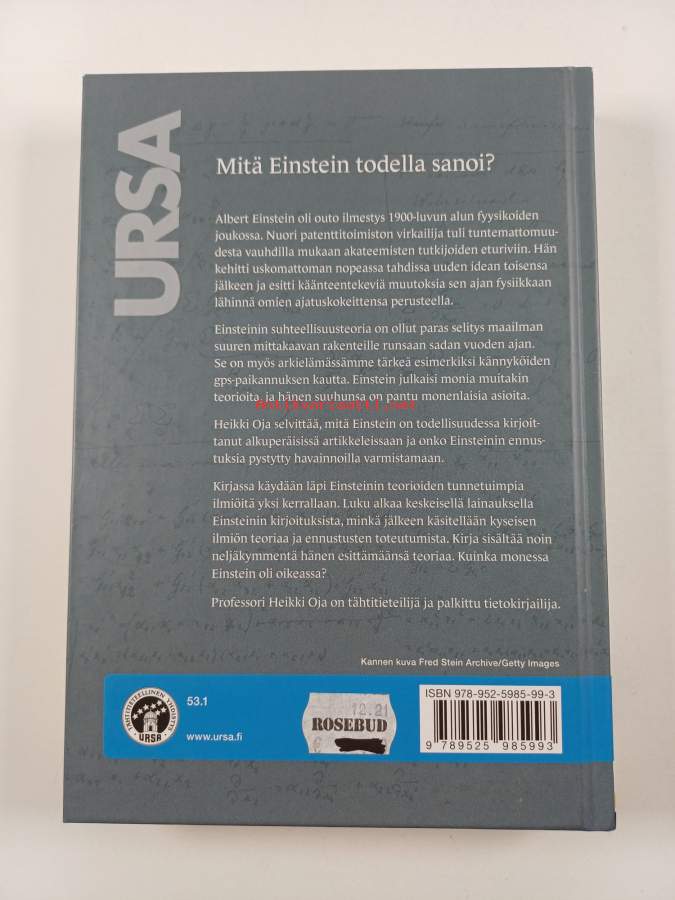 URSA
Mitä Einstein todella sanoi?
Albert Einstein oli outo ilmestys 1900-luvun alun fyysikoiden
joukossa. Nuori patenttitoimiston virkailija tuli tuntemattomuu-
desta vauhdilla mukaan akateemisten tutkijoiden eturiviin. Hän
kehitti uskomattoman nopeassa tahdissa uuden idean toisensa
jälkeen ja esitti käänteentekeviä muutoksia sen ajan fysiikkaan
lähinnä omien ajatuskokeittensa perusteella.
Einsteinin suhteellisuusteoria on ollut paras selitys maailman
suuren mittakaavan rakenteille runsaan sadan vuoden ajan.
Se on myös arkielämässämme tärkeä esimerkiksi kännyköiden
gps-paikannuksen kautta. Einstein julkaisi monia muitakin
teorioita, ja hänen suuhunsa on pantu monenlaisia asioita.
Antikvariaatti.net
Heikki Oja selvittää, mitä Einstein on todellisuudessa kirjoit-
tanut alkuperäisissä artikkeleissaan ja onko Einsteinin ennus-
tuksia pystytty havainnoilla varmistamaan.
Kirjassa käydään läpi Einsteinin teorioiden tunnetuimpia
ilmiöitä yksi kerrallaan. Luku alkaa keskeisellä lainauksella
Einsteinin kirjoituksista, minkä jälkeen käsitellään kyseisen
ilmiön teoriaa ja ennustusten toteutumista. Kirja sisältää noin
neljäkymmentä hänen esittämäänsä teoriaa. Kuinka monessa
Einstein oli oikeassa?
Professori Heikki Oja on tähtitieteilijä ja palkittu tietokirjailija.
Kannen kuva Fred Stein Archive/Getty Images
TÄHTITIETEELLINEN YHDISTYS
URSA
53.1
www.ursa.fi
12.21
ROSEBUD
€
ISBN 978-952-5985-99-3
9 789525 985993